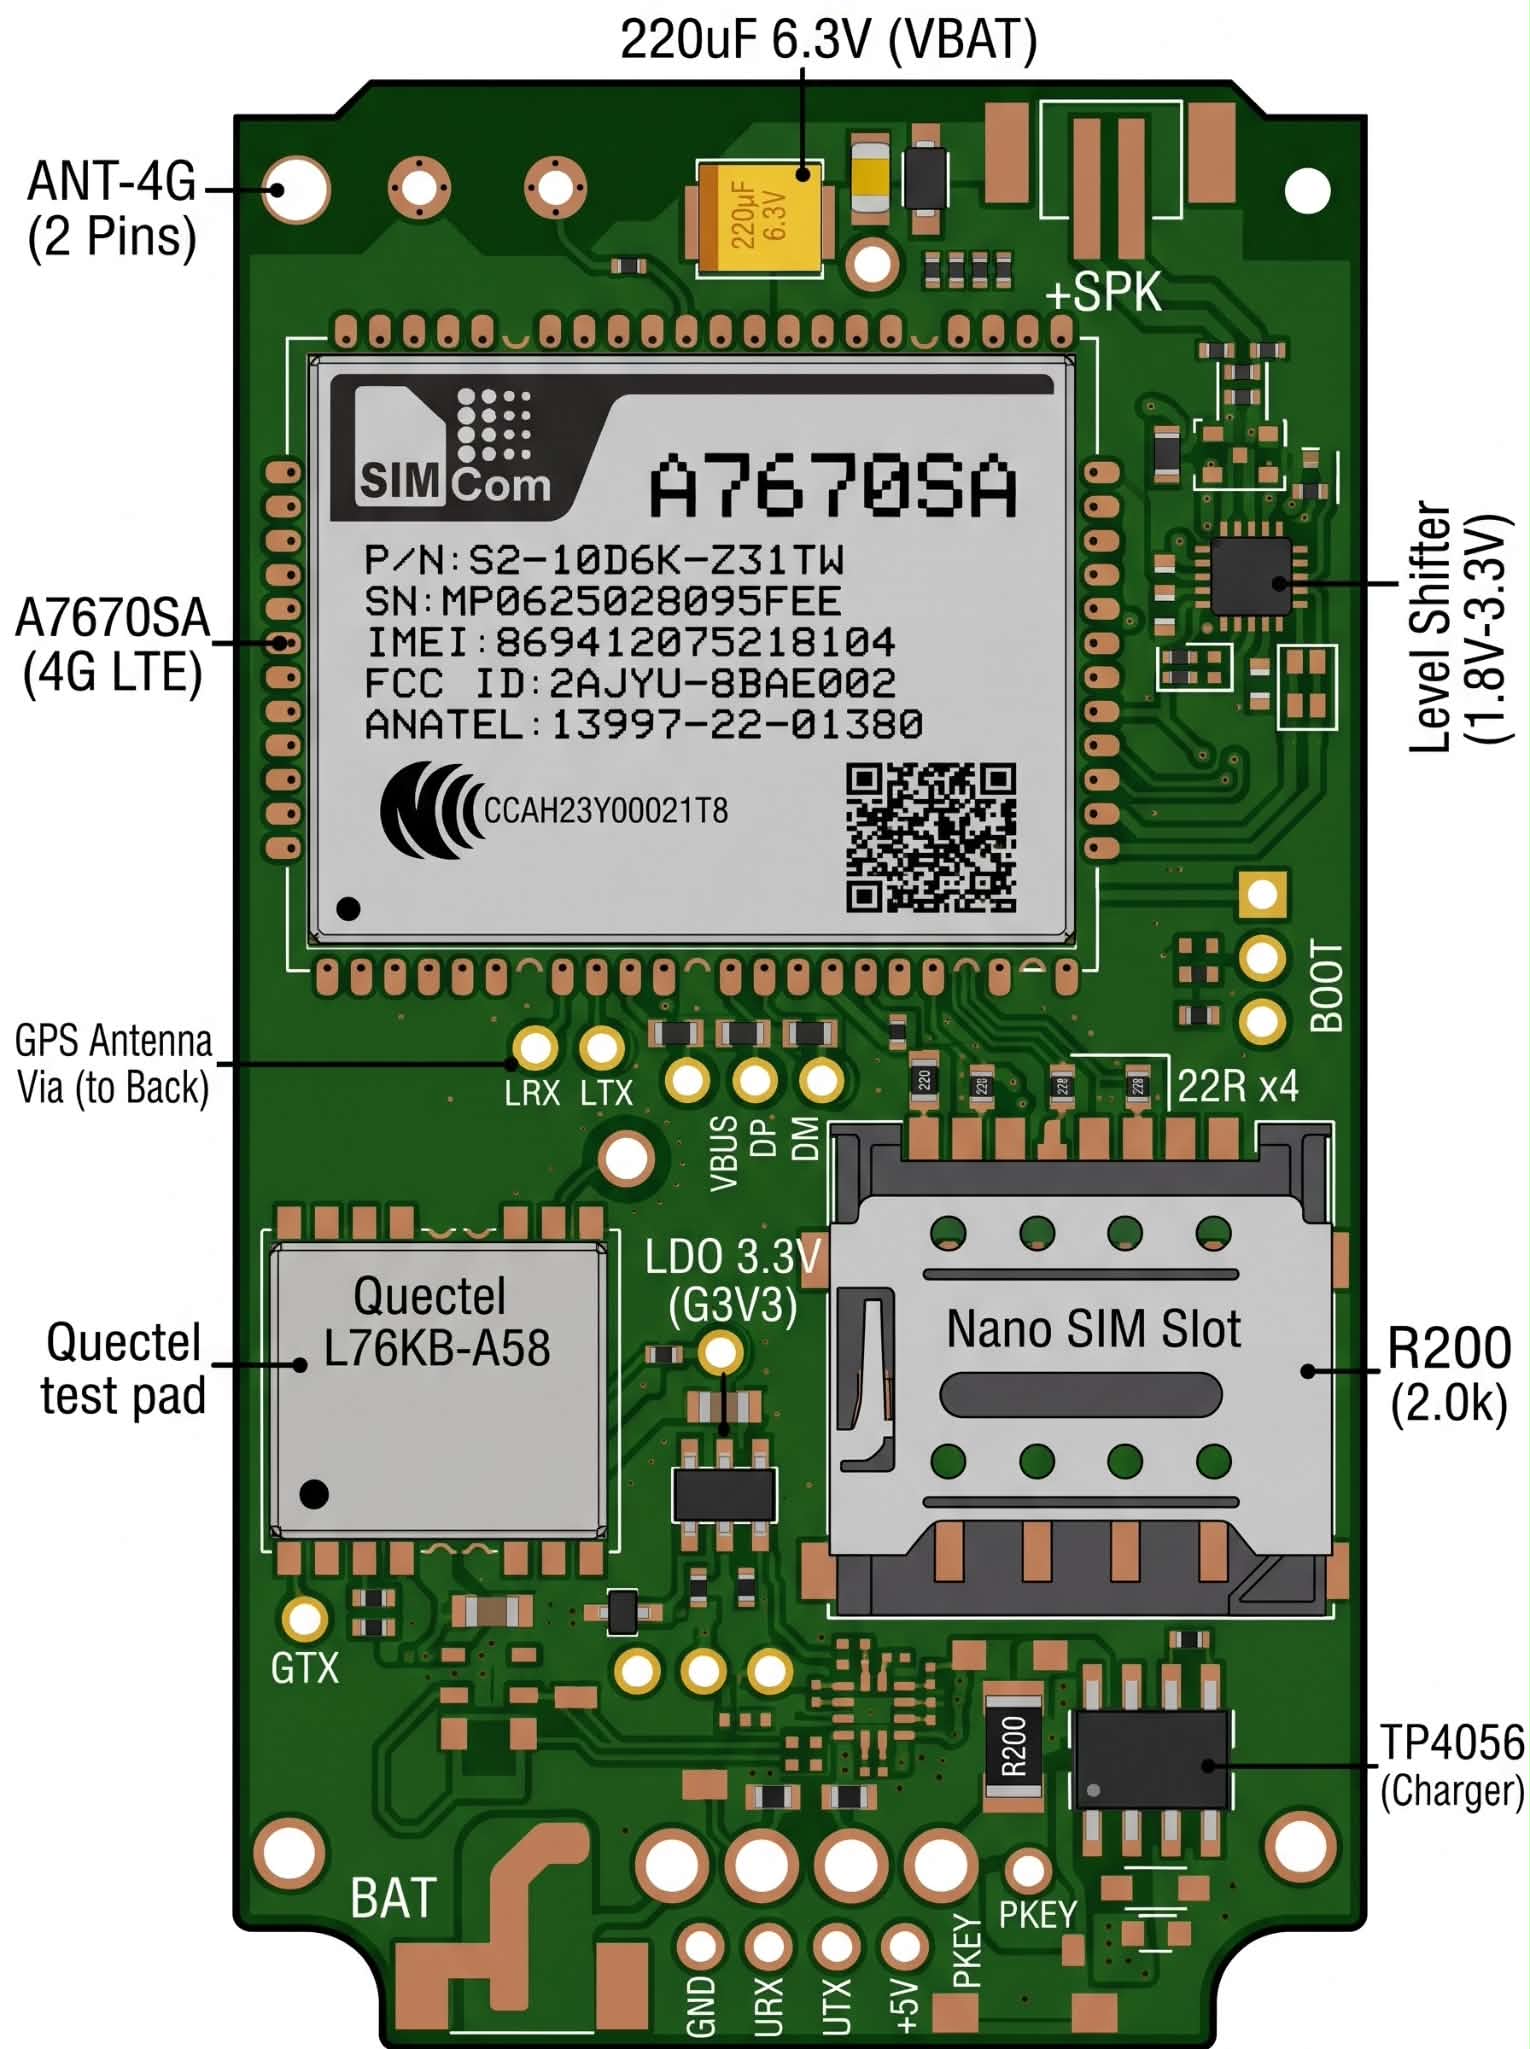 220uF 6.3V (VBAT)
ANT-4G
(2 Pins)
220µF
6.3V
+SPK
SIMCom
A7670SA
P/N:S2-10D6K-Z31TW
SN:MP0625028095FEE
IMEI:869412075218104
FCC ID:2AJYU-8BAE002
ANATEL:13997-22-01380
CCAH23Y00021T8
A7670SA
(4G LTE)
Level Shifter
(1.8V-3.3V)
BOOT
GPS Antenna
Via (to Back)
LRX
LTX
VBUS
DP
DM
220
220
228
228
22R x4
LDO 3.3V
(G3V3)
Quectel
L76KB-A58
Quectel
test pad
Nano SIM Slot
R200
(2.0k)
GTX
R200
TP4056
(Charger)
BAT
PKEY
PKEY
GND
URX
UTX
+5V